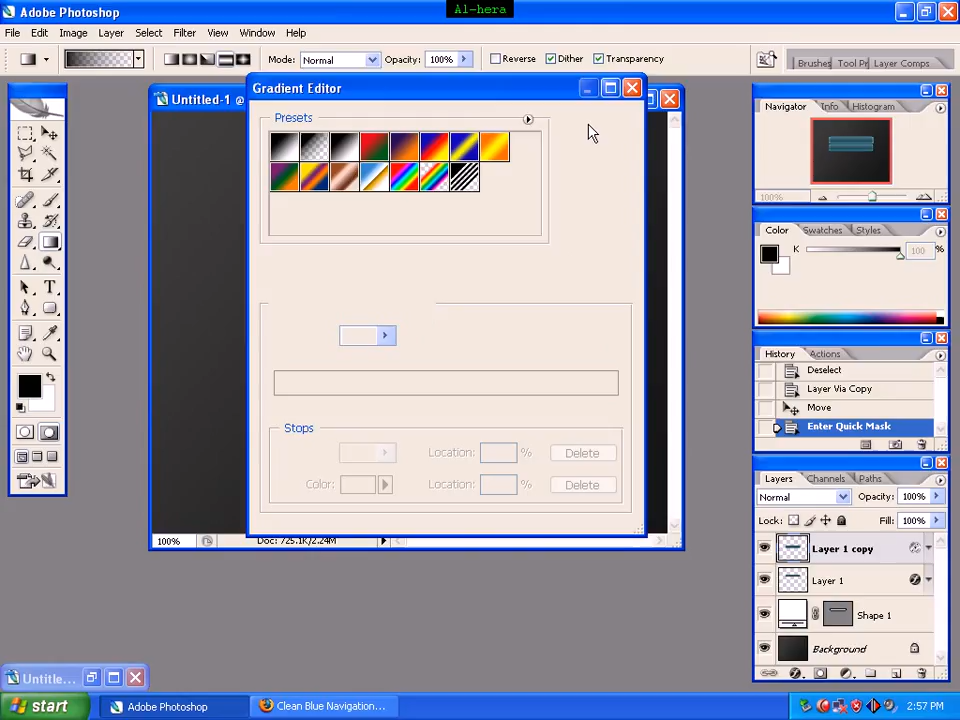 Al-hera
Adobe Photoshop
File Edit Image Layer Select Filter View Window Help
Mode: Normal Opacity: 100% Reverse Dither Transparency
Brushes Tool Pr Layer Comps
Untitled-1 @
Gradient Editor
Presets
Stops
Location: % Delete
Color: Location: % Delete
100% Doc: 725.1K/2.24M
Navigator Info Histogram
100%
Color Swatches Styles
K 100 %
History Actions
Deselect
Layer Via Copy
Move
Enter Quick Mask
Layers Channels Paths
Normal Opacity: 100%
Lock: Fill: 100%
Layer 1 copy
Layer 1
Shape 1
Background
Untitle...
start Adobe Photoshop Clean Blue Navigation... 2:57 PM